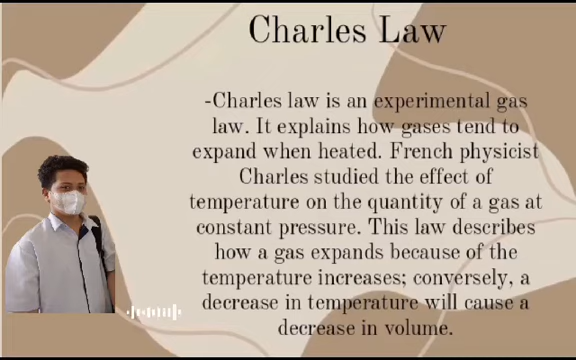 Charles Law
-Charles law is an experimental gas
law. It explains how gases tend to
expand when heated. French physicist
Charles studied the effect of
temperature on the quantity of a gas at
constant pressure. This law describes
how a gas expands because of the
temperature increases; conversely, a
decrease in temperature will cause a
decrease in volume.